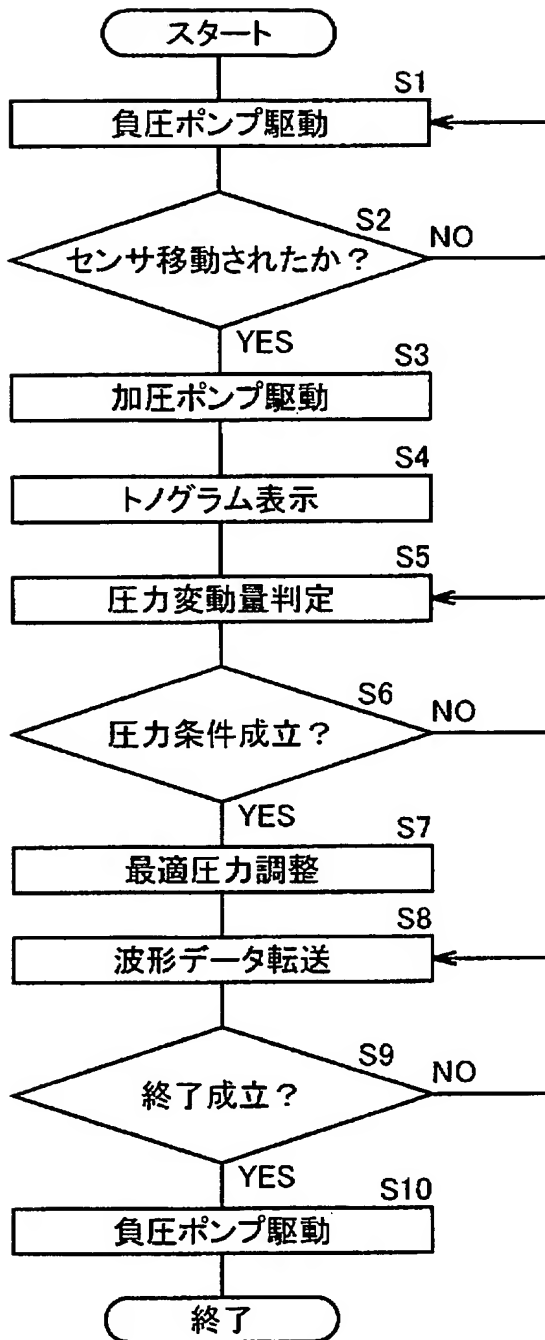 スタート
S1
負圧ポンプ駆動
S2
センサ移動されたか？
NO
YES
S3
加圧ポンプ駆動
S4
トノグラム表示
S5
圧力変動量判定
S6
圧力条件成立？
NO
YES
S7
最適圧力調整
S8
波形データ転送
S9
終了成立？
NO
YES
S10
負圧ポンプ駆動
終了